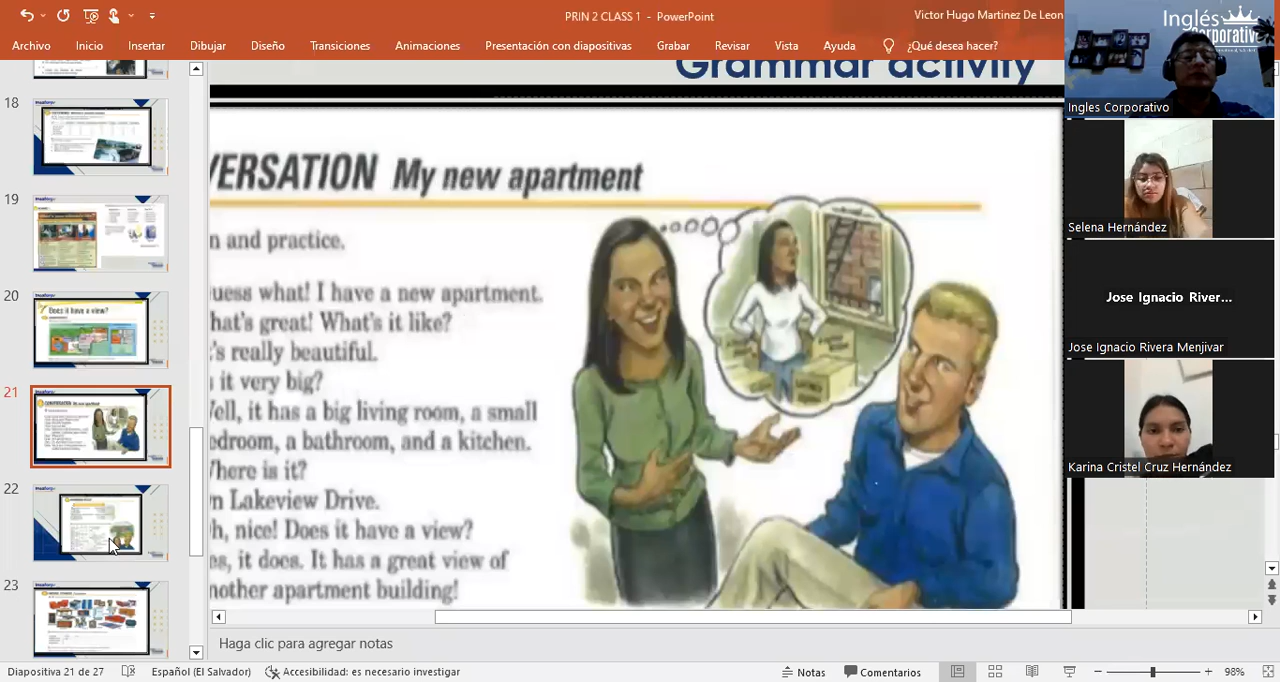 PRIN 2 CLASS 1 - PowerPoint
Victor Hugo Martinez De Leon
Archivo Inicio Insertar Dibujar Diseño Transiciones Animaciones Presentación con diapositivas Grabar Revisar Vista Ayuda ¿Qué desea hacer?
Inglés
Corporativo
Ingles Corporativo
Selena Hernández
Jose Ignacio River...
Jose Ignacio Rivera Menjivar
Karina Cristel Cruz Hernández
18
19
20
Does it have a view?
21
22
23
Grammar activity
VERSATION My new apartment
n and practice.
uess what! I have a new apartment.
hat's great! What's it like?
's really beautiful.
s it very big?
Vell, it has a big living room, a small
edroom, a bathroom, and a kitchen.
Where is it?
n Lakeview Drive.
h, nice! Does it have a view?
es, it does. It has a great view of
nother apartment building!
Haga clic para agregar notas
Diapositiva 21 de 27 Español (El Salvador) Accesibilidad: es necesario investigar Notas Comentarios 98%